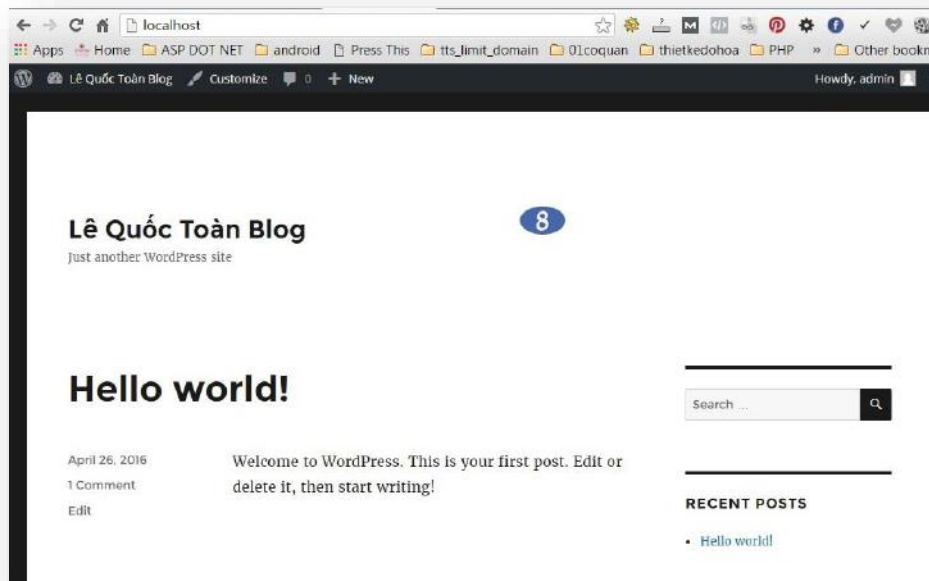 localhost
Apps Home ASP DOT NET android Press This tts_limit_domain 01coquan thietkedohoa PHP » Other bookm
Lê Quốc Toàn Blog Customize 0 + New Howdy, admin
8
Lê Quốc Toàn Blog
Just another WordPress site
Hello world!
April 26, 2016
1 Comment
Edit
Welcome to WordPress. This is your first post. Edit or
delete it, then start writing!
Search ...
RECENT POSTS
• Hello world!